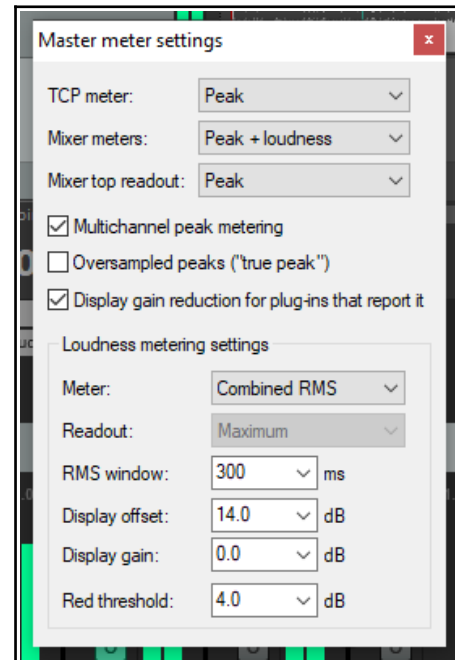 Master meter settings
x
TCP meter: Peak
Mixer meters: Peak + loudness
Mixer top readout: Peak
Multichannel peak metering
Oversampled peaks ("true peak")
Display gain reduction for plug-ins that report it
Loudness metering settings
Meter: Combined RMS
Readout: Maximum
RMS window: 300 ms
Display offset: 14.0 dB
Display gain: 0.0 dB
Red threshold: 4.0 dB